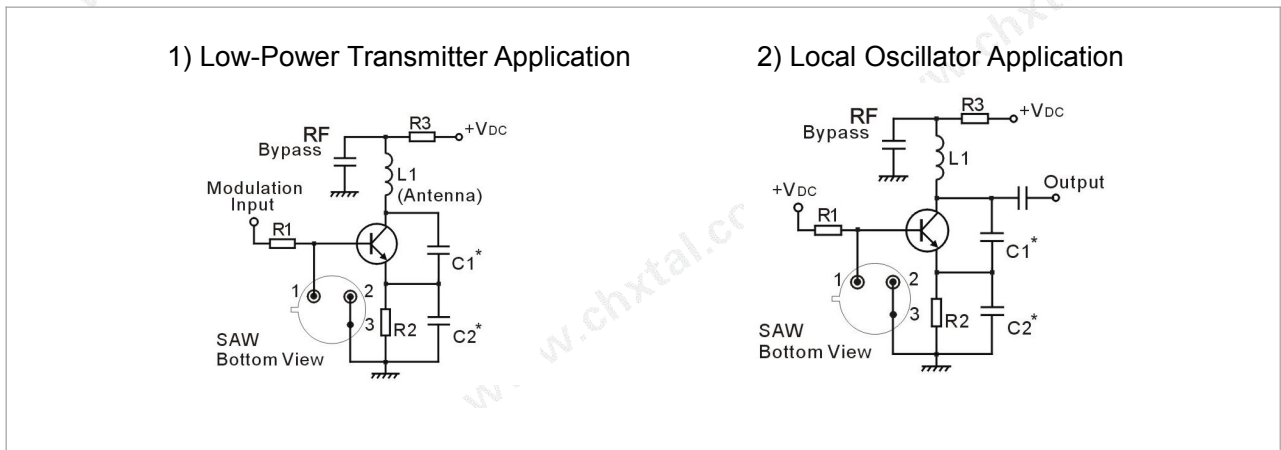 1) Low-Power Transmitter Application
RF
Bypass
R3
+VDC
L1
(Antenna)
Modulation
Input
R1
C1*
1
2
3
R2
C2*
SAW
Bottom View
2) Local Oscillator Application
RF
Bypass
R3
+VDC
L1
Output
+VDC
R1
C1*
1
2
3
R2
C2*
SAW
Bottom View
w.chxtal.cc